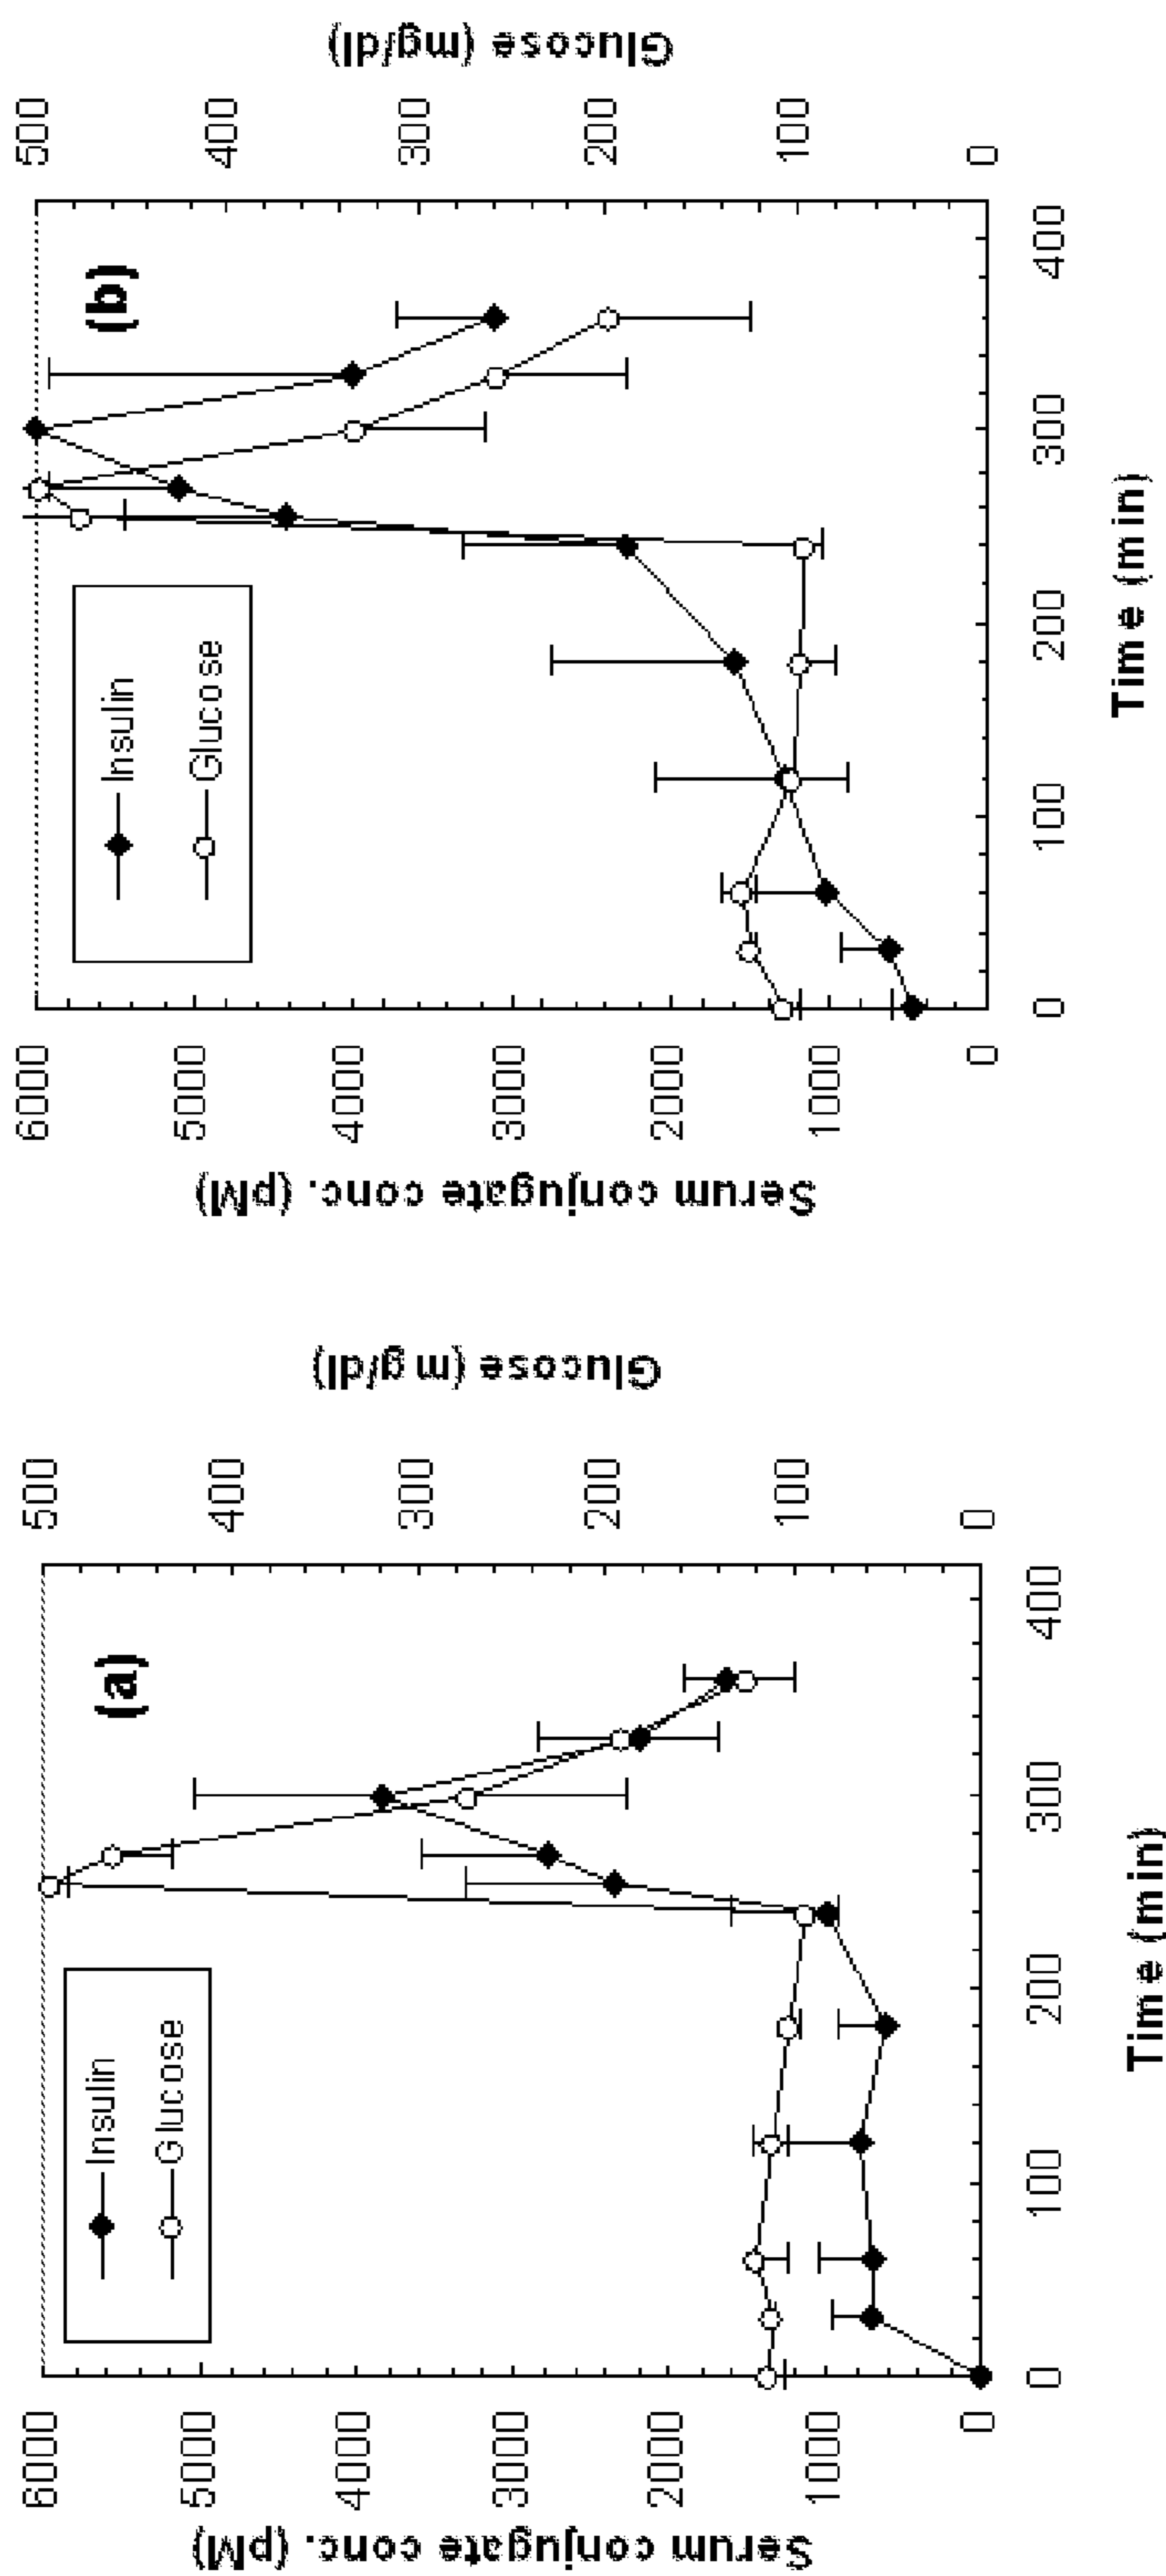 (a)
Insulin
Glucose
Serum conjugate conc. (pM)
6000
5000
4000
3000
2000
1000
0
Glucose (mg/dl)
500
400
300
200
100
0
0 100 200 300 400
Time (min)
(b)
Insulin
Glucose
Serum conjugate conc. (pM)
6000
5000
4000
3000
2000
1000
0
Glucose (mg/dl)
500
400
300
200
100
0
0 100 200 300 400
Time (min)